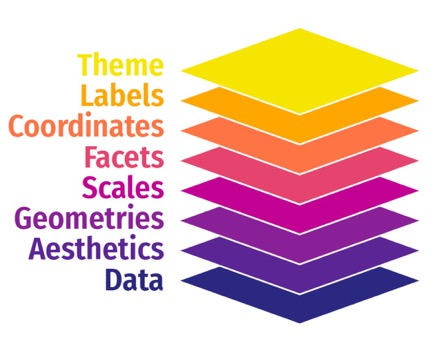 Theme
Labels
Coordinates
Facets
Scales
Geometries
Aesthetics
Data